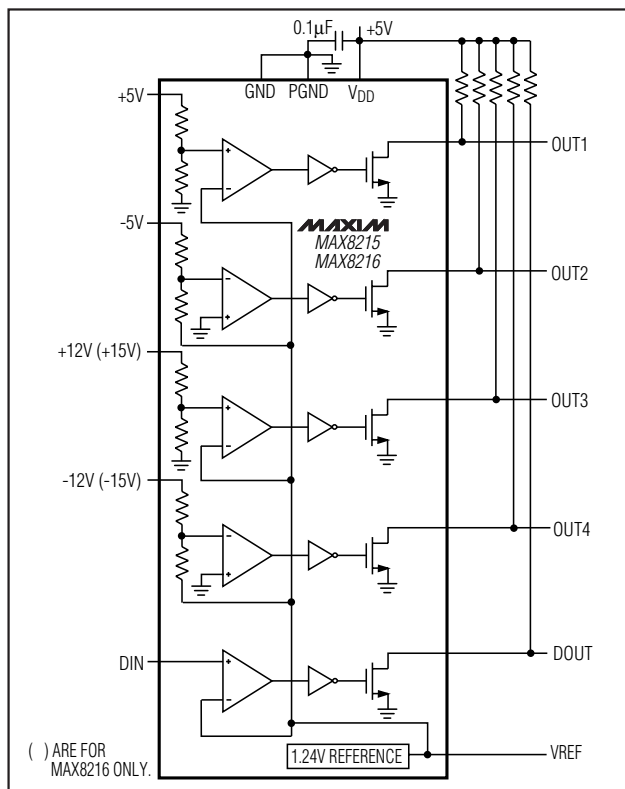 0.1µF
+5V
GND PGND VDD
+5V
OUT1
-5V
MAXIM
MAX8215
MAX8216
OUT2
+12V (+15V)
OUT3
-12V (-15V)
OUT4
DIN
DOUT
1.24V REFERENCE
VREF
( ) ARE FOR
MAX8216 ONLY.